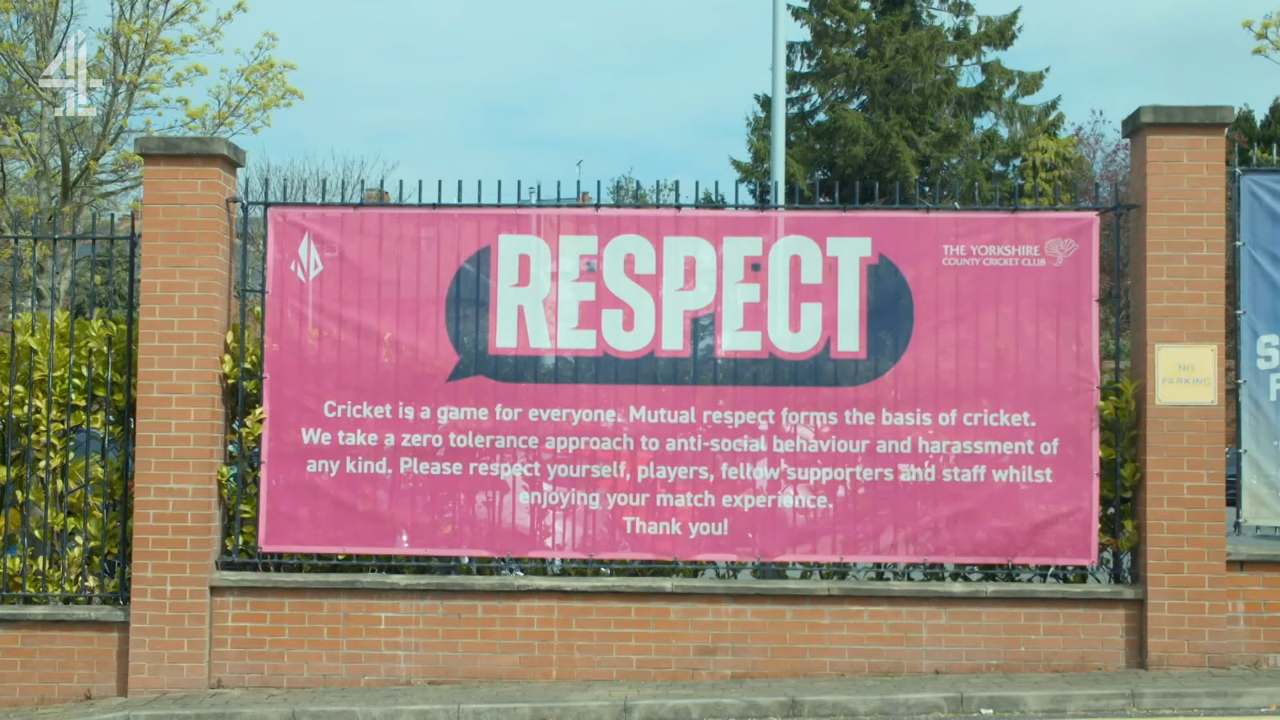 4
RESPECT
THE YORKSHIRE
COUNTY CRICKET CLUB
Cricket is a game for everyone. Mutual respect forms the basis of cricket.
We take a zero tolerance approach to anti-social behaviour and harassment of
any kind. Please respect yourself, players, fellow supporters and staff whilst
enjoying your match experience.
Thank you!
NO
PARKING